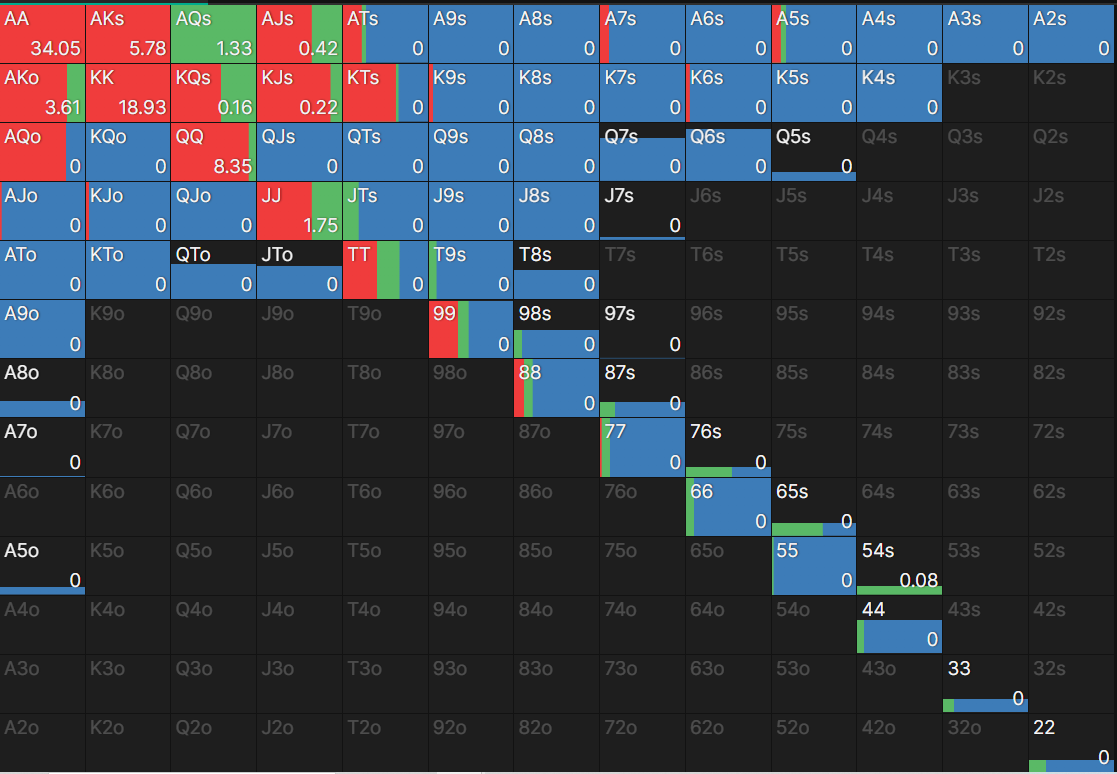 AA AKs AQs AJs ATs A9s A8s A7s A6s A5s A4s A3s A2s
34.05 5.78 1.33 0.42 0 0 0 0 0 0 0 0 0
AKo KK KQs KJs KTs K9s K8s K7s K6s K5s K4s K3s K2s
3.61 18.93 0.16 0.22 0 0 0 0 0 0 0
AQo KQo QQ QJs QTs Q9s Q8s Q7s Q6s Q5s Q4s Q3s Q2s
0 0 8.35 0 0 0 0 0 0 0
AJo KJo QJo JJ JTs J9s J8s J7s J6s J5s J4s J3s J2s
0 0 0 1.75 0 0 0 0
ATo KTo QTo JTo TT T9s T8s T7s T6s T5s T4s T3s T2s
0 0 0 0 0 0 0
A9o K9o Q9o J9o T9o 99 98s 97s 96s 95s 94s 93s 92s
0 0 0 0
A8o K8o Q8o J8o T8o 98o 88 87s 86s 85s 84s 83s 82s
0 0 0
A7o K7o Q7o J7o T7o 97o 87o 77 76s 75s 74s 73s 72s
0 0 0
A6o K6o Q6o J6o T6o 96o 86o 76o 66 65s 64s 63s 62s
0 0
A5o K5o Q5o J5o T5o 95o 85o 75o 65o 55 54s 53s 52s
0 0 0.08
A4o K4o Q4o J4o T4o 94o 84o 74o 64o 54o 44 43s 42s
0
A3o K3o Q3o J3o T3o 93o 83o 73o 63o 53o 43o 33 32s
0
A2o K2o Q2o J2o T2o 92o 82o 72o 62o 52o 42o 32o 22
0